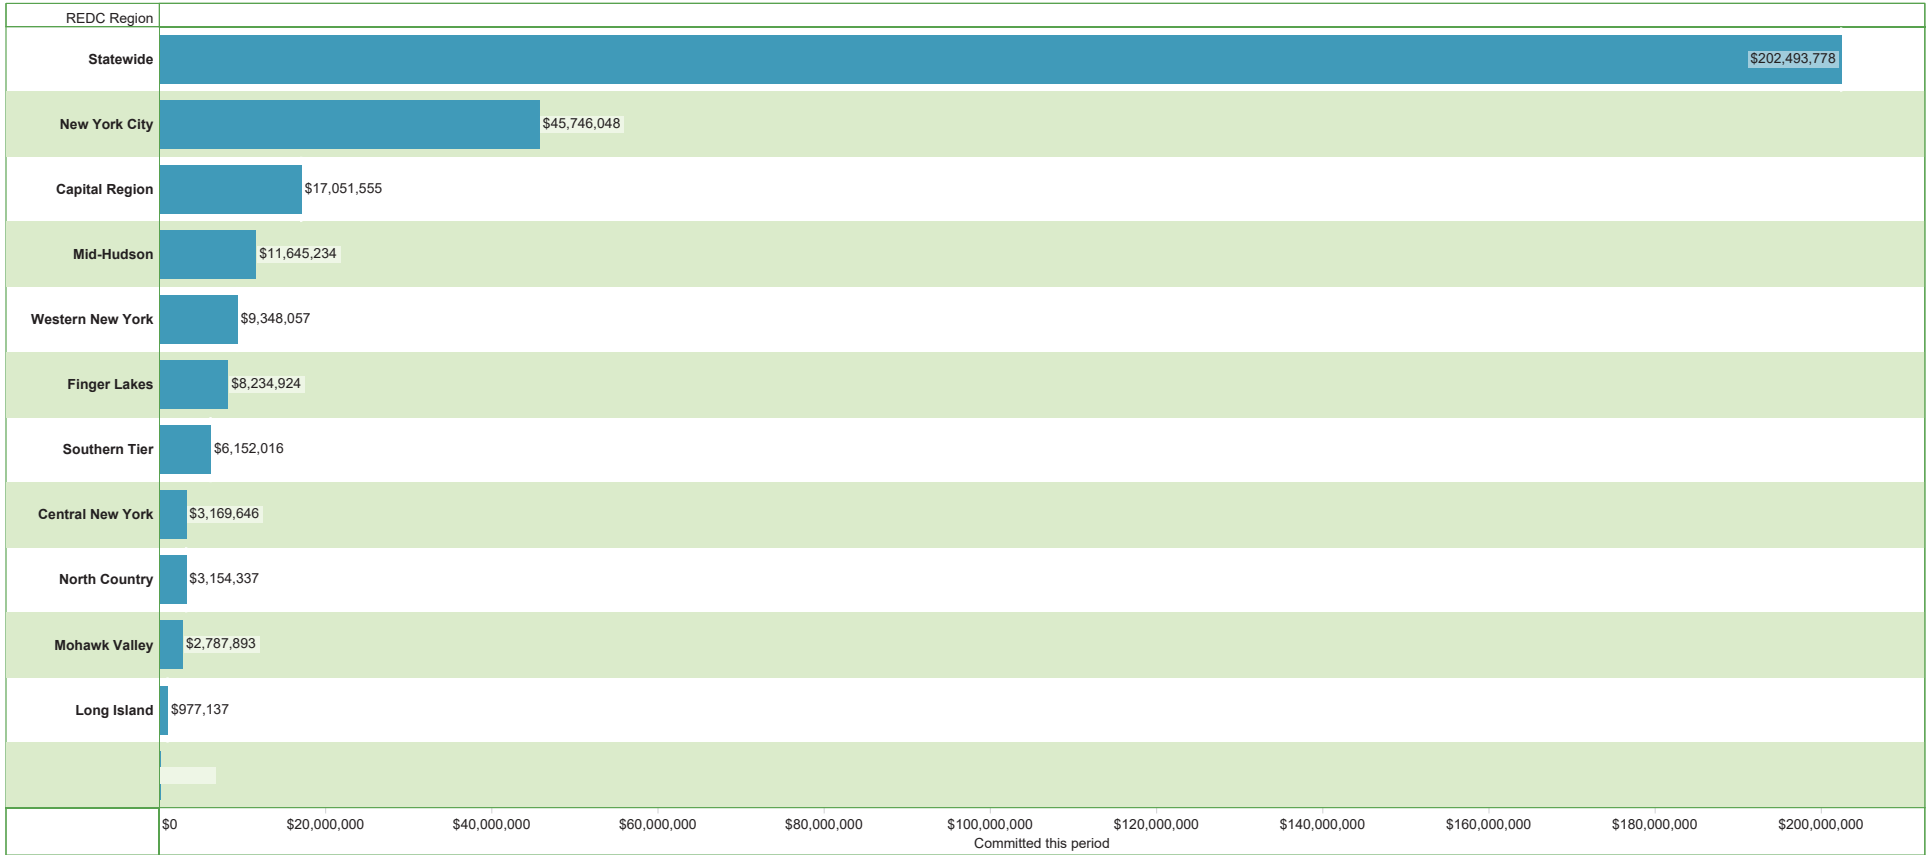 REDC Region
Statewide $202,493,778
New York City $45,746,048
Capital Region $17,051,555
Mid-Hudson $11,645,234
Western New York $9,348,057
Finger Lakes $8,234,924
Southern Tier $6,152,016
Central New York $3,169,646
North Country $3,154,337
Mohawk Valley $2,787,893
Long Island $977,137
$0 $20,000,000 $40,000,000 $60,000,000 $80,000,000 $100,000,000 $120,000,000 $140,000,000 $160,000,000 $180,000,000 $200,000,000
Committed this period